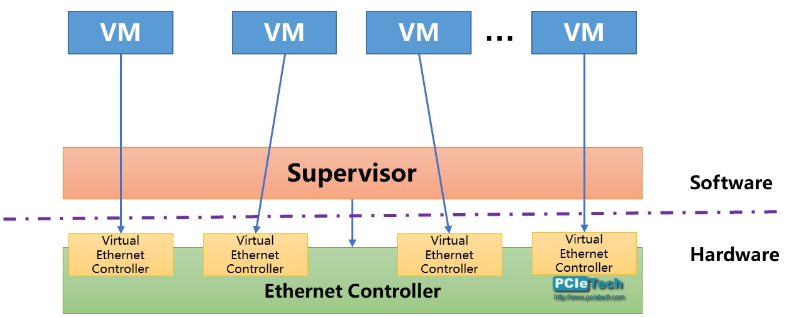 VM
VM
VM
...
VM
Supervisor
Software
Virtual
Ethernet
Controller
Virtual
Ethernet
Controller
Virtual
Ethernet
Controller
Virtual
Ethernet
Controller
Hardware
Ethernet Controller
PCIeTech
http://www.pcietech.com